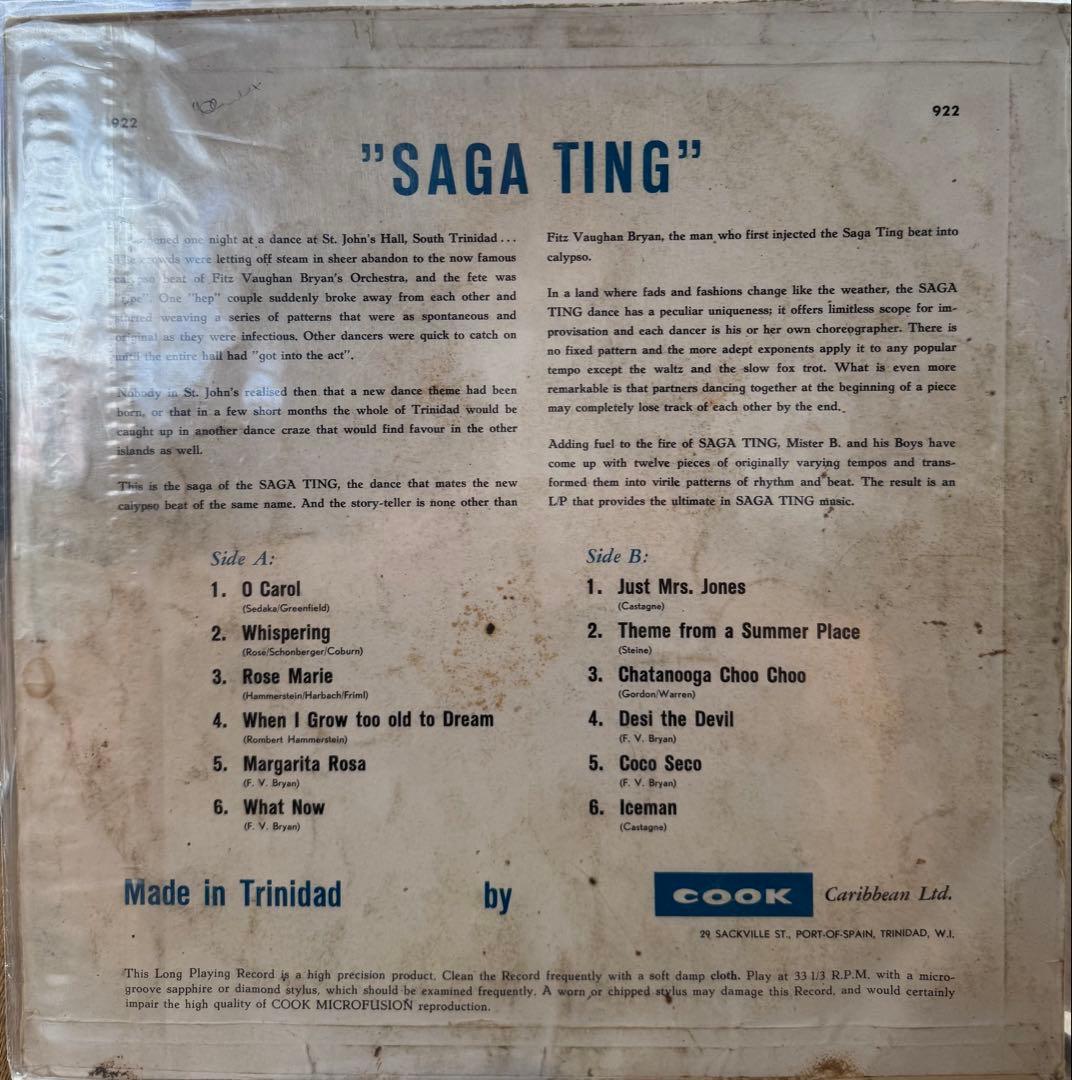 922
922
"SAGA TING"
happened one night at a dance at St. John's Hall, South Trinidad ...
The crowds were letting off steam in sheer abandon to the now famous
calypso beat of Fitz Vaughan Bryan's Orchestra, and the fete was
"ripe". One "hep" couple suddenly broke away from each other and
started weaving a series of patterns that were as spontaneous and
original as they were infectious. Other dancers were quick to catch on
until the entire hall had "got into the act".
Nobody in St. John's realised then that a new dance theme had been
born, or that in a few short months the whole of Trinidad would be
caught up in another dance craze that would find favour in the other
islands as well.
This is the saga of the SAGA TING, the dance that mates the new
calypso beat of the same name. And the story-teller is none other than
Fitz Vaughan Bryan, the man who first injected the Saga Ting beat into
calypso.
In a land where fads and fashions change like the weather, the SAGA
TING dance has a peculiar uniqueness; it offers limitless scope for im-
provisation and each dancer is his or her own choreographer. There is
no fixed pattern and the more adept exponents apply it to any popular
tempo except the waltz and the slow fox trot. What is even more
remarkable is that partners dancing together at the beginning of a piece
may completely lose track of each other by the end.
Adding fuel to the fire of SAGA TING, Mister B. and his Boys have
come up with twelve pieces of originally varying tempos and trans-
formed them into virile patterns of rhythm and beat. The result is an
L/P that provides the ultimate in SAGA TING music.
Side A:
1. O Carol
(Sedaka/Greenfield)
2. Whispering
(Rose/Schonberger/Coburn)
3. Rose Marie
(Hammerstein/Harbach/Friml)
4. When I Grow too old to Dream
(Rombert Hammerstein)
5. Margarita Rosa
(F. V. Bryan)
6. What Now
(F. V. Bryan)
Side B:
1. Just Mrs. Jones
(Castagne)
2. Theme from a Summer Place
(Steine)
3. Chatanooga Choo Choo
(Gordon/Warren)
4. Desi the Devil
(F. V. Bryan)
5. Coco Seco
(F. V. Bryan)
6. Iceman
(Castagne)
Made in Trinidad by COOK Caribbean Ltd.
29 SACKVILLE ST., PORT-OF-SPAIN, TRINIDAD, W.I.
This Long Playing Record is a high precision product. Clean the Record frequently with a soft damp cloth. Play at 33 1/3 R.P.M. with a micro-
groove sapphire or diamond stylus, which should be examined frequently. A worn or chipped stylus may damage this Record, and would certainly
impair the high quality of COOK MICROFUSION reproduction.